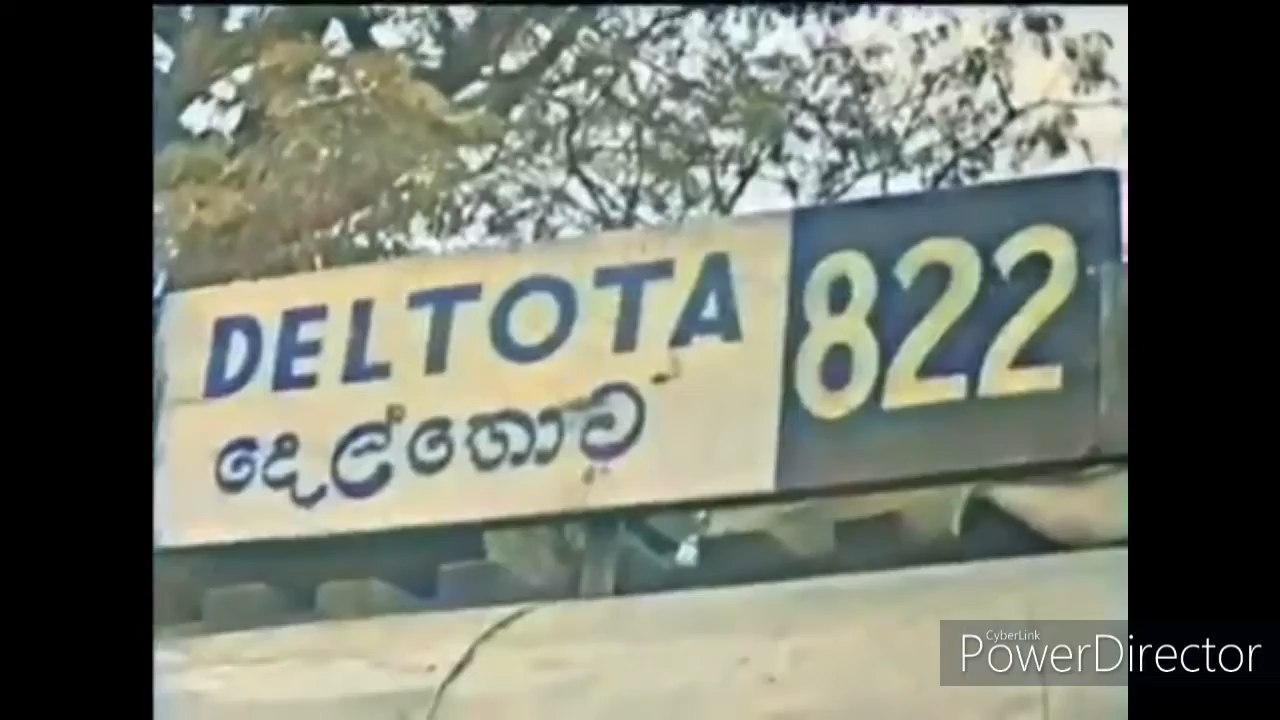 DELTOTA 822
දෙල්තොට
CyberLink
PowerDirector